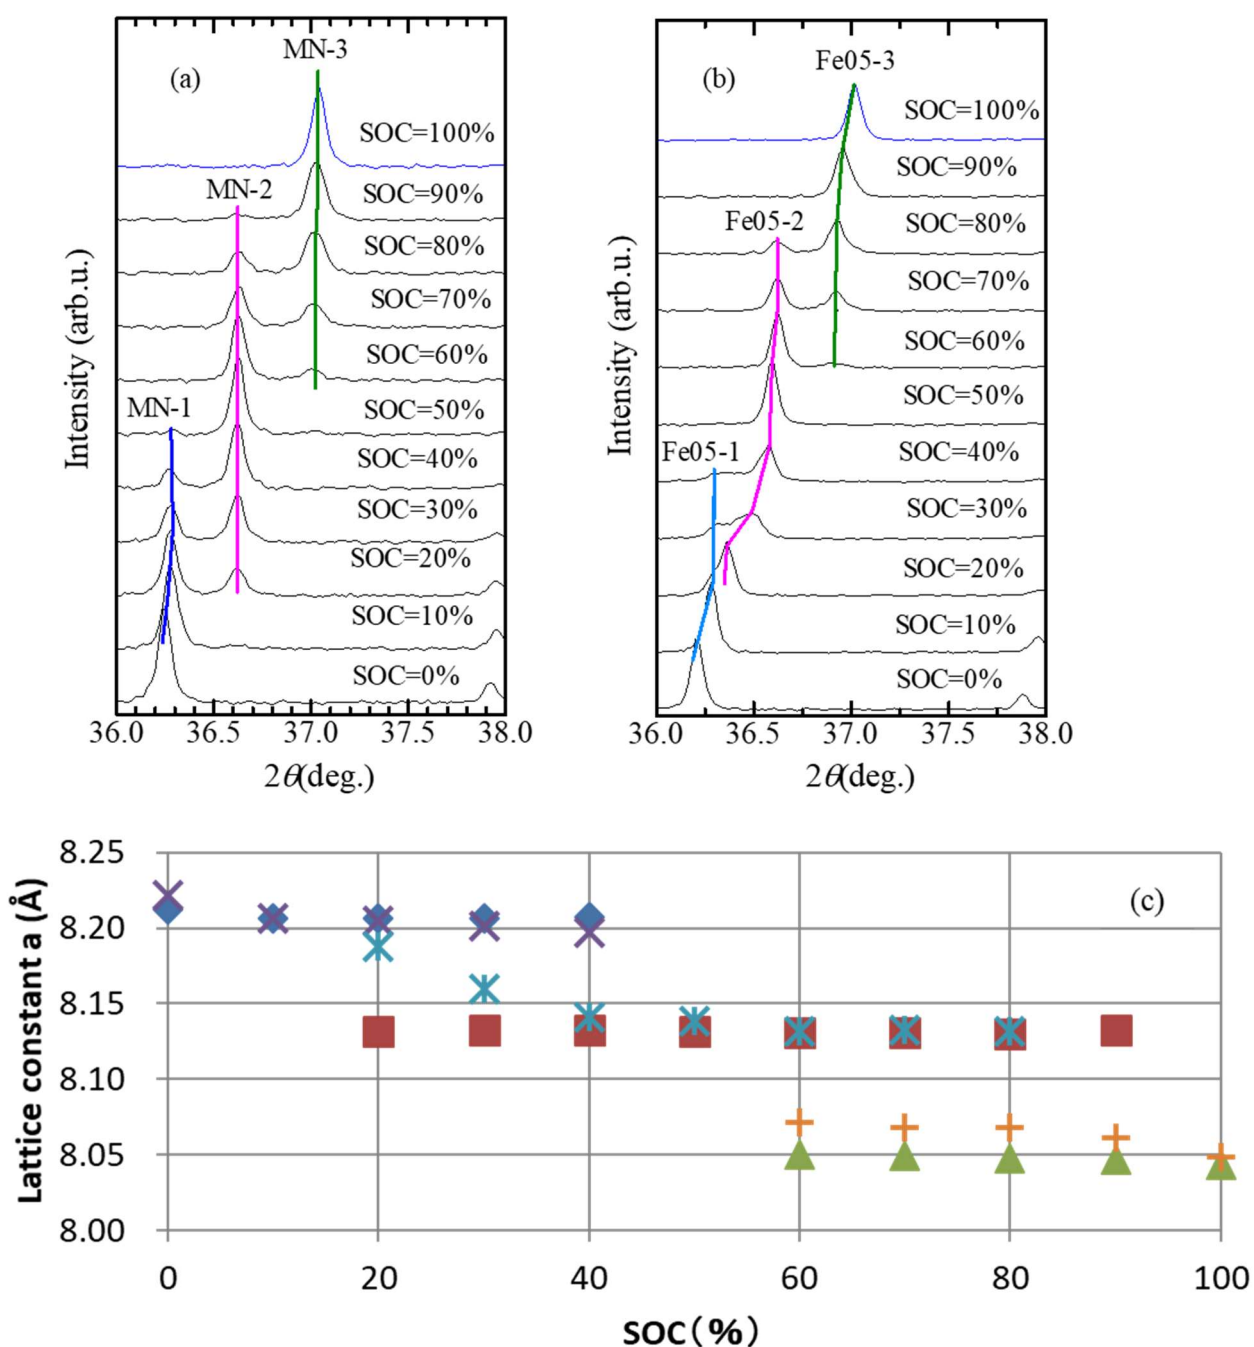 (a)
MN-3
SOC=100%
MN-2
SOC=90%
SOC=80%
SOC=70%
SOC=60%
MN-1
SOC=50%
SOC=40%
SOC=30%
SOC=20%
SOC=10%
SOC=0%
Intensity (arb.u.)
36.0 36.5 37.0 37.5 38.0
2θ(deg.)
(b)
Fe05-3
SOC=100%
SOC=90%
Fe05-2
SOC=80%
SOC=70%
SOC=60%
SOC=50%
Fe05-1
SOC=40%
SOC=30%
SOC=20%
SOC=10%
SOC=0%
Intensity (arb.u.)
36.0 36.5 37.0 37.5 38.0
2θ(deg.)
(c)
Lattice constant a (Å)
8.25
8.20
8.15
8.10
8.05
8.00
0 20 40 60 80 100
SOC(%)